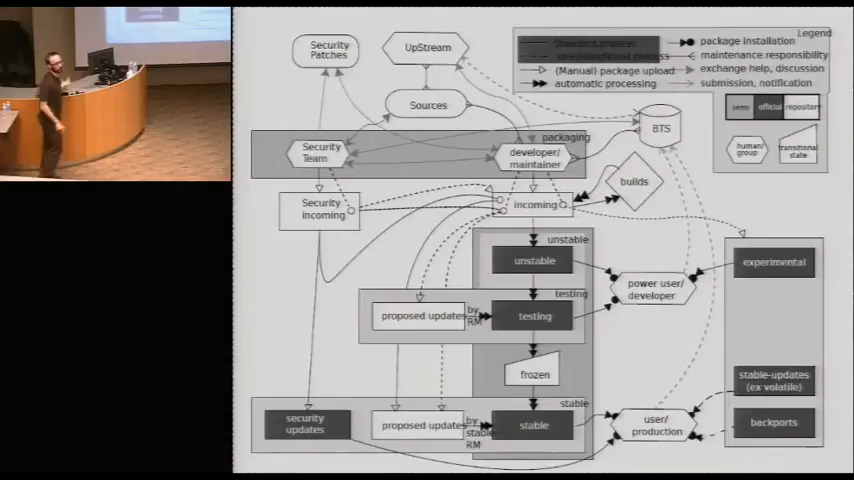 Legend
Security
Patches
UpStream
Standard process
package installation
maintenance responsibility
(Manual) package upload
exchange help, discussion
automatic processing
submission, notification
Sources
semi
official
repository
human/
group
transitional
state
BTS
packaging
Security
Team
developer/
maintainer
builds
Security
incoming
incoming
unstable
unstable
experimental
power user/
developer
testing
proposed updates
by
RM
testing
frozen
stable-updates
(ex volatile)
stable
security
updates
proposed updates
by
stable
RM
stable
user/
production
backports